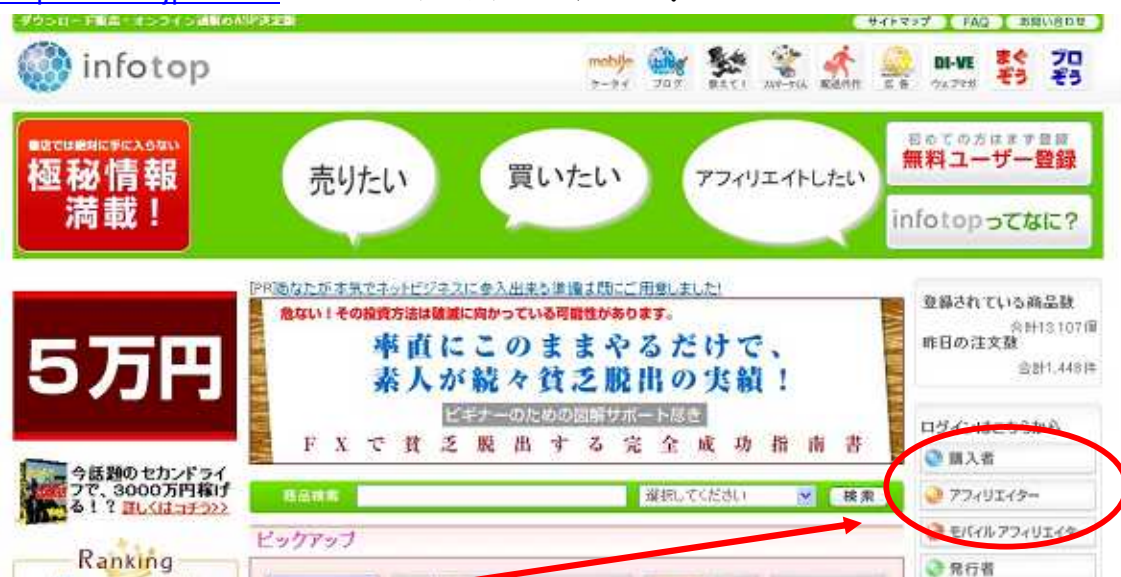 ダウンロード製品・オンライン通販のASP決定版
サイトマップ FAQ お問い合わせ
infotop
mobile
ケータイ ブログ 教えて! 配送代行 広告
DI-VE まぐぞう ブロぞう
書店では絶対に手に入らない
極秘情報
満載!
売りたい
買いたい
アフィリエイトしたい
初めての方はまず登録
無料ユーザー登録
infotopってなに?
[PR]あなたが本気でネットビジネスに参入出来る準備は既にご用意しました!
危ない!その投資方法は破滅に向かっている可能性があります。
率直にこのままやるだけで、
素人が続々貧乏脱出の実績!
ビギナーのための図解サポート尽き
FXで貧乏脱出する完全成功指南書
5万円
登録されている商品数
合計13,107個
昨日の注文数
合計1,448件
ログインはこちらから
購入者
アフィリエイター
モバイルアフィリエイター
発行者
今話題のセカンドライ
フで、3000万円稼げ
る!?詳しくはコチラ>>
商品検索 選択してください 検索
ピックアップ
Ranking